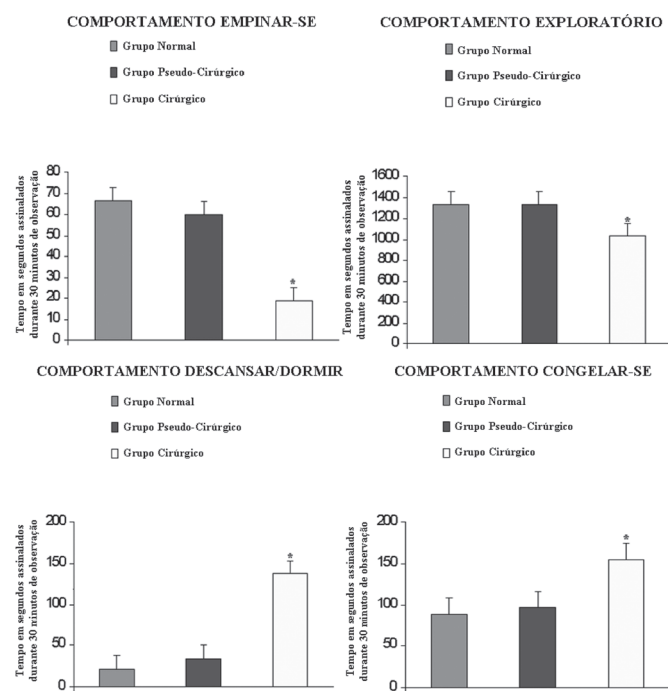 COMPORTAMENTO EMPINAR-SE
Grupo Normal
Grupo Pseudo-Cirúrgico
Grupo Cirúrgico
Tempo em segundos assinalados
durante 30 minutos de observação
80
70
60
50
40
30
20
10
0
*
COMPORTAMENTO EXPLORATÓRIO
Grupo Normal
Grupo Pseudo-Cirúrgico
Grupo Cirúrgico
Tempo em segundos assinalados
durante 30 minutos de observação
1600
1400
1200
1000
800
600
400
200
0
*
COMPORTAMENTO DESCANSAR/DORMIR
Grupo Normal
Grupo Pseudo-Cirúrgico
Grupo Cirúrgico
Tempo em segundos assinalados
durante 30 minutos de observação
200
150
100
50
0
*
COMPORTAMENTO CONGELAR-SE
Grupo Normal
Grupo Pseudo-Cirúrgico
Grupo Cirúrgico
Tempo em segundos assinalados
durante 30 minutos de observação
200
150
100
50
0
*